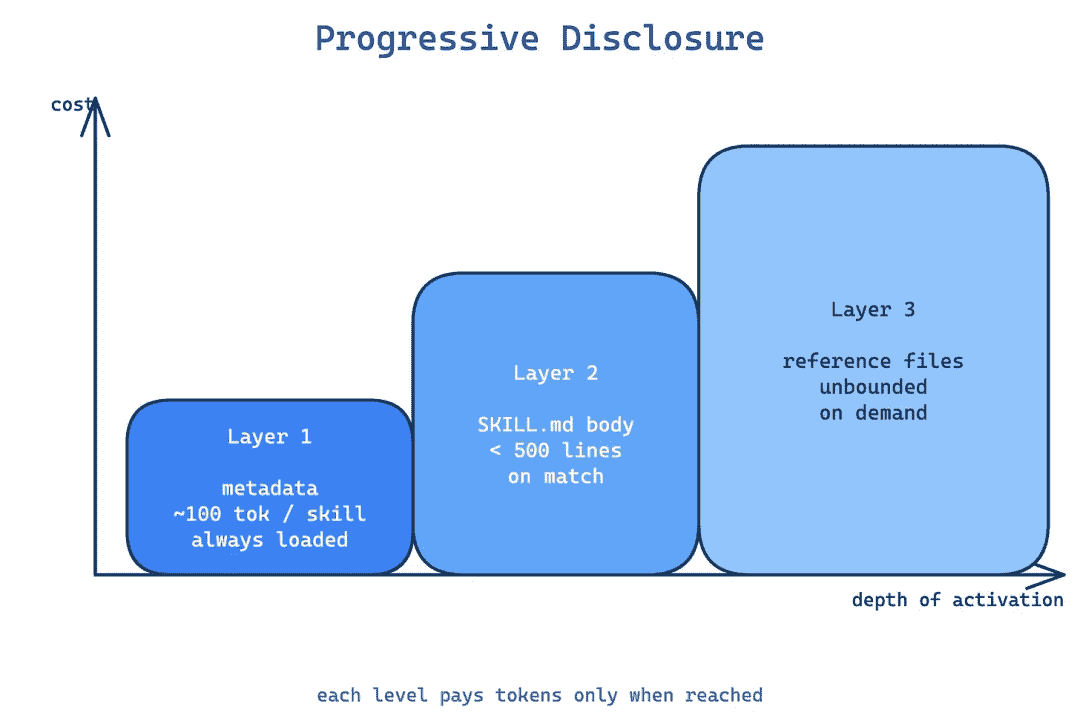 Progressive Disclosure
cost
Layer 1
metadata
~100 tok / skill
always loaded
Layer 2
SKILL.md body
< 500 lines
on match
Layer 3
reference files
unbounded
on demand
depth of activation
each level pays tokens only when reached